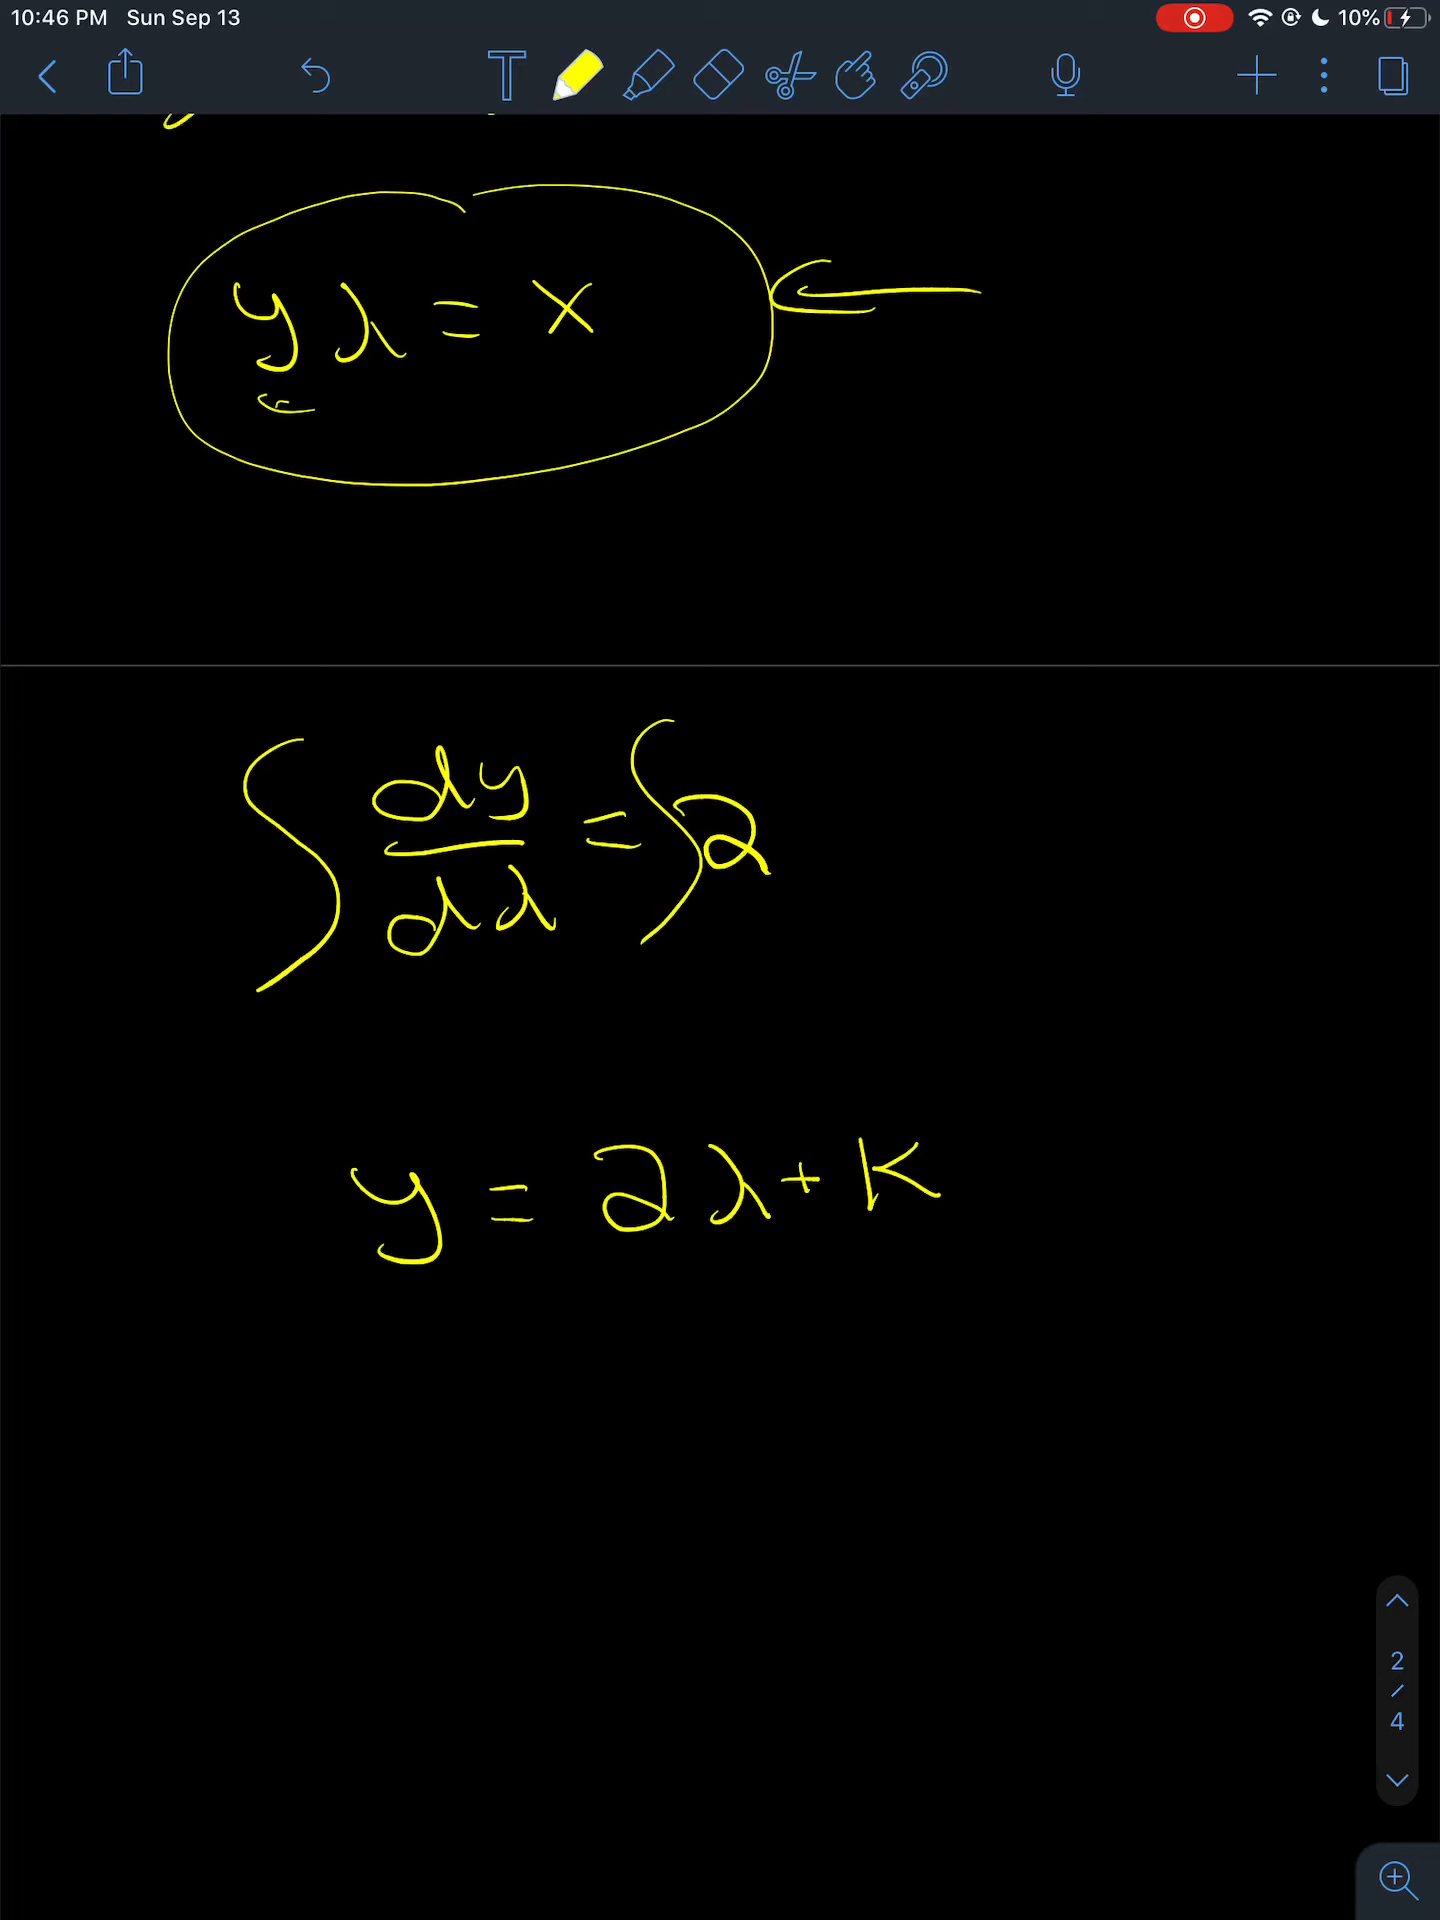 10:46 PM Sun Sep 13 10%
T
yλ = x
∫ dy/dλ = ∫2
y = 2λ + K
2
/
4